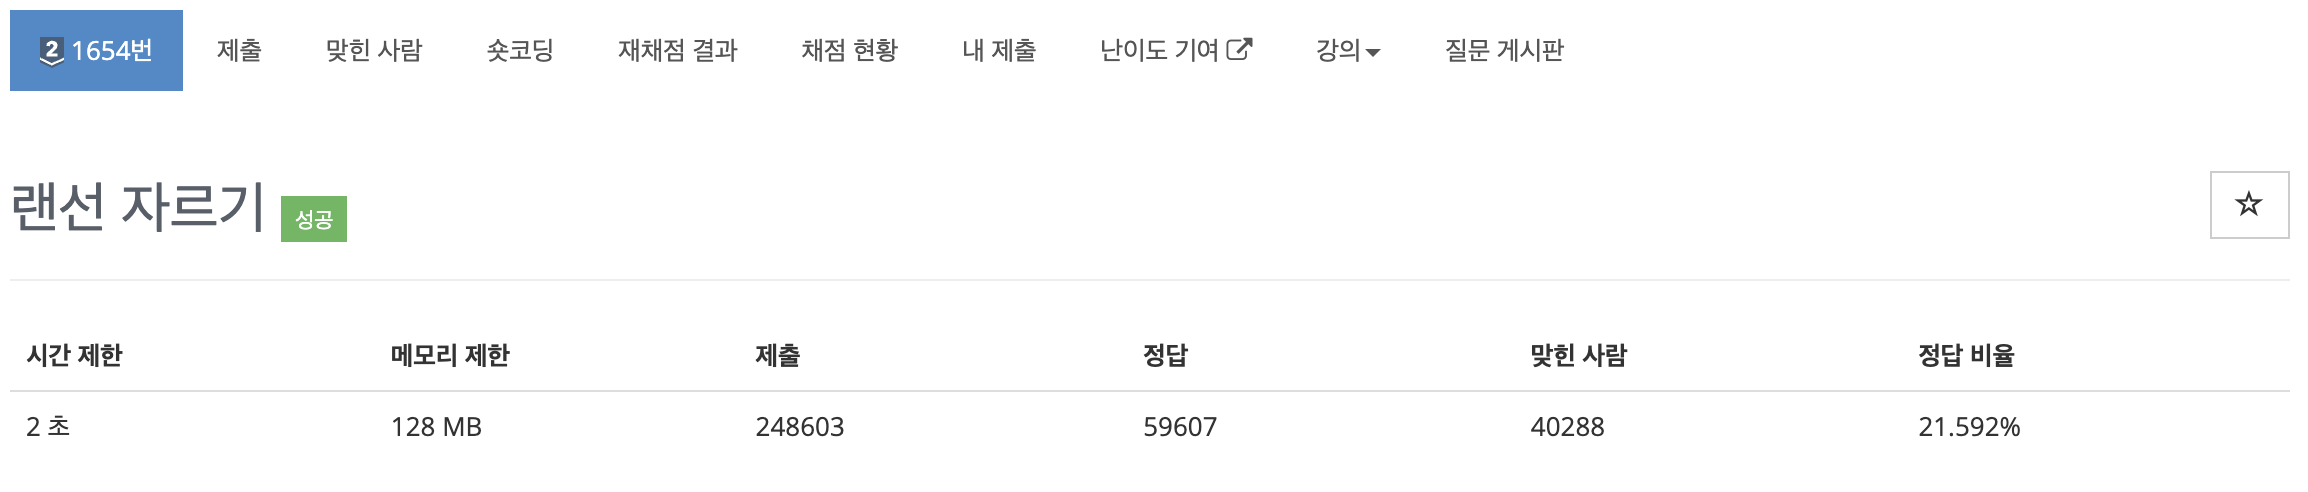 2 1654번 제출 맞힌 사람 숏코딩 재채점 결과 채점 현황 내 제출 난이도 기여 강의 질문 게시판
랜선 자르기 성공
시간 제한 메모리 제한 제출 정답 맞힌 사람 정답 비율
2 초 128 MB 248603 59607 40288 21.592%